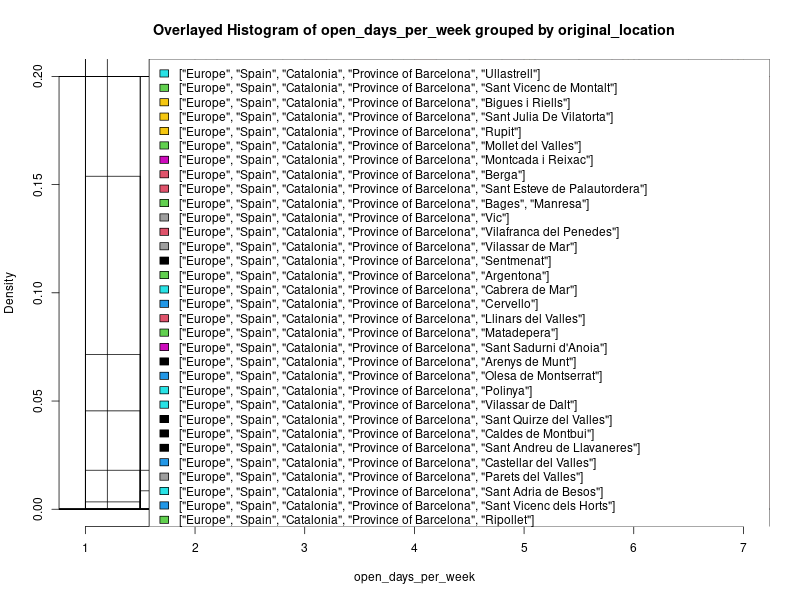 Overlayed Histogram of open_days_per_week grouped by original_location
["Europe", "Spain", "Catalonia", "Province of Barcelona", "Ullastrell"]
["Europe", "Spain", "Catalonia", "Province of Barcelona", "Sant Vicenc de Montalt"]
["Europe", "Spain", "Catalonia", "Province of Barcelona", "Bigues i Riells"]
["Europe", "Spain", "Catalonia", "Province of Barcelona", "Sant Julia De Vilatorta"]
["Europe", "Spain", "Catalonia", "Province of Barcelona", "Rupit"]
["Europe", "Spain", "Catalonia", "Province of Barcelona", "Mollet del Valles"]
["Europe", "Spain", "Catalonia", "Province of Barcelona", "Montcada i Reixac"]
["Europe", "Spain", "Catalonia", "Province of Barcelona", "Berga"]
["Europe", "Spain", "Catalonia", "Province of Barcelona", "Sant Esteve de Palautordera"]
["Europe", "Spain", "Catalonia", "Province of Barcelona", "Bages", "Manresa"]
["Europe", "Spain", "Catalonia", "Province of Barcelona", "Vic"]
["Europe", "Spain", "Catalonia", "Province of Barcelona", "Vilafranca del Penedes"]
["Europe", "Spain", "Catalonia", "Province of Barcelona", "Vilassar de Mar"]
["Europe", "Spain", "Catalonia", "Province of Barcelona", "Sentmenat"]
["Europe", "Spain", "Catalonia", "Province of Barcelona", "Argentona"]
["Europe", "Spain", "Catalonia", "Province of Barcelona", "Cabrera de Mar"]
["Europe", "Spain", "Catalonia", "Province of Barcelona", "Cervello"]
["Europe", "Spain", "Catalonia", "Province of Barcelona", "Llinars del Valles"]
["Europe", "Spain", "Catalonia", "Province of Barcelona", "Matadepera"]
["Europe", "Spain", "Catalonia", "Province of Barcelona", "Sant Sadurni d'Anoia"]
["Europe", "Spain", "Catalonia", "Province of Barcelona", "Arenys de Munt"]
["Europe", "Spain", "Catalonia", "Province of Barcelona", "Olesa de Montserrat"]
["Europe", "Spain", "Catalonia", "Province of Barcelona", "Polinya"]
["Europe", "Spain", "Catalonia", "Province of Barcelona", "Vilassar de Dalt"]
["Europe", "Spain", "Catalonia", "Province of Barcelona", "Sant Quirze del Valles"]
["Europe", "Spain", "Catalonia", "Province of Barcelona", "Caldes de Montbui"]
["Europe", "Spain", "Catalonia", "Province of Barcelona", "Sant Andreu de Llavaneres"]
["Europe", "Spain", "Catalonia", "Province of Barcelona", "Castellar del Valles"]
["Europe", "Spain", "Catalonia", "Province of Barcelona", "Parets del Valles"]
["Europe", "Spain", "Catalonia", "Province of Barcelona", "Sant Adria de Besos"]
["Europe", "Spain", "Catalonia", "Province of Barcelona", "Sant Vicenc dels Horts"]
["Europe", "Spain", "Catalonia", "Province of Barcelona", "Ripollet"]
0.20
0.15
0.10
0.05
0.00
Density
1 2 3 4 5 6 7
open_days_per_week